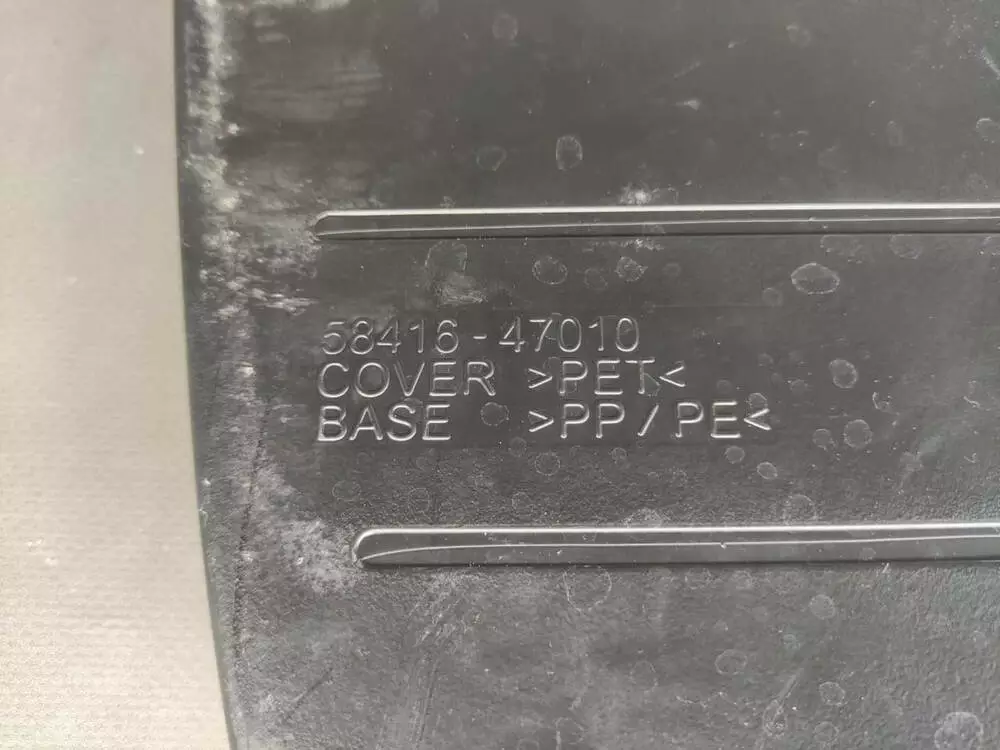 58416-47010
COVER >PET<
BASE >PP/PE<